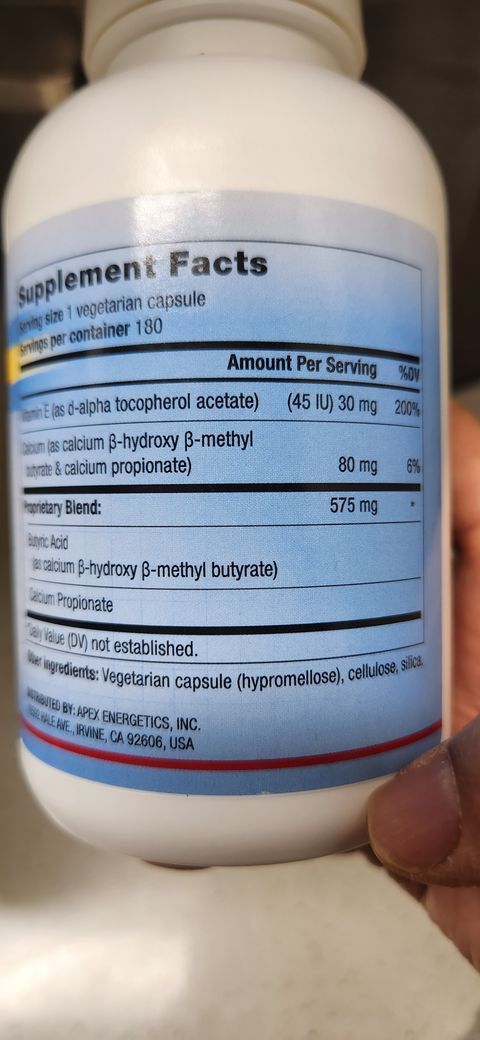 Supplement Facts
Serving size 1 vegetarian capsule
Servings per container 180
Amount Per Serving %DV
Vitamin E (as d-alpha tocopherol acetate) (45 IU) 30 mg 200%
Calcium (as calcium β-hydroxy β-methyl
butyrate & calcium propionate) 80 mg 6%
Proprietary Blend: 575 mg *
Butyric Acid
(as calcium β-hydroxy β-methyl butyrate)
Calcium Propionate
*Daily Value (DV) not established.
Other ingredients: Vegetarian capsule (hypromellose), cellulose, silica.
DISTRIBUTED BY: APEX ENERGETICS, INC.
HALE AVE., IRVINE, CA 92606, USA